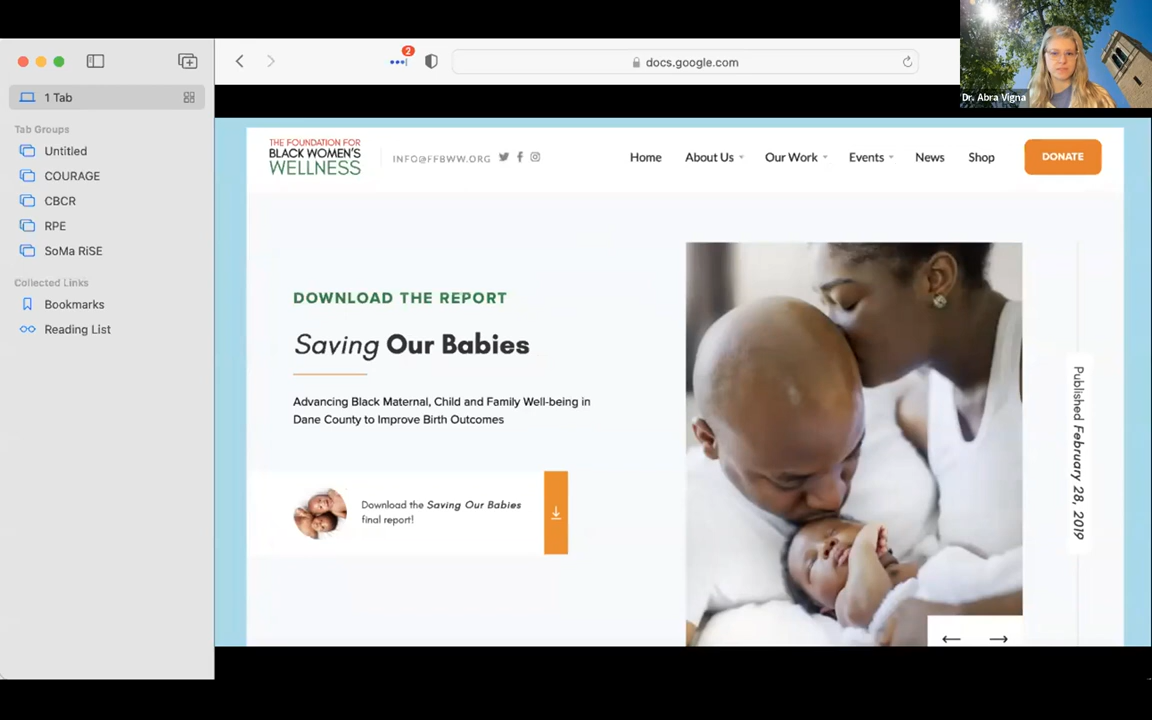 2
docs.google.com
1 Tab
Tab Groups
Untitled
COURAGE
CBCR
RPE
SoMa RiSE
Collected Links
Bookmarks
Reading List
Dr. Abra Vigna
THE FOUNDATION FOR
BLACK WOMEN'S
WELLNESS
INFO@FFBWW.ORG
Home
About Us
Our Work
Events
News
Shop
DONATE
DOWNLOAD THE REPORT
Saving Our Babies
Advancing Black Maternal, Child and Family Well-being in
Dane County to Improve Birth Outcomes
Download the Saving Our Babies
final report!
Published February 28, 2019